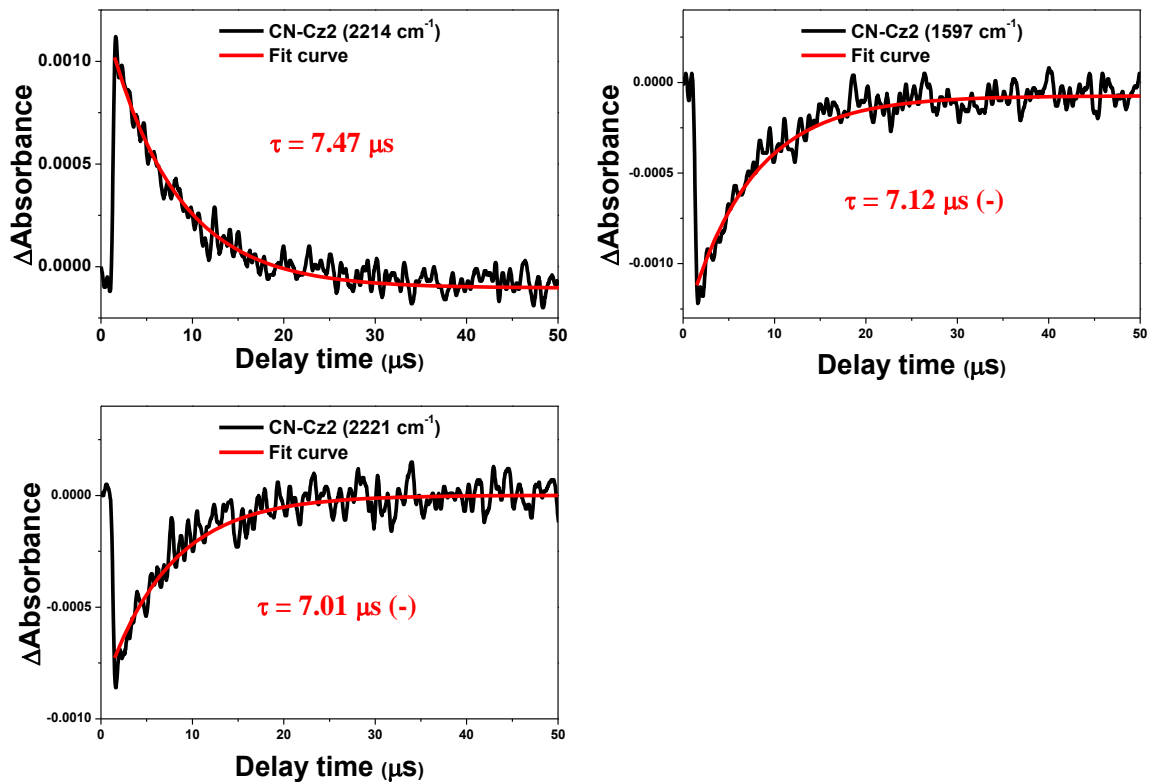 CN-Cz2 (2214 cm⁻¹)
Fit curve
τ = 7.47 μs
ΔAbsorbance
0.0010
0.0005
0.0000
0 10 20 30 40 50
Delay time (μs)
CN-Cz2 (1597 cm⁻¹)
Fit curve
τ = 7.12 μs (-)
ΔAbsorbance
0.0000
-0.0005
-0.0010
0 10 20 30 40 50
Delay time (μs)
CN-Cz2 (2221 cm⁻¹)
Fit curve
τ = 7.01 μs (-)
ΔAbsorbance
0.0000
-0.0005
-0.0010
0 10 20 30 40 50
Delay time (μs)